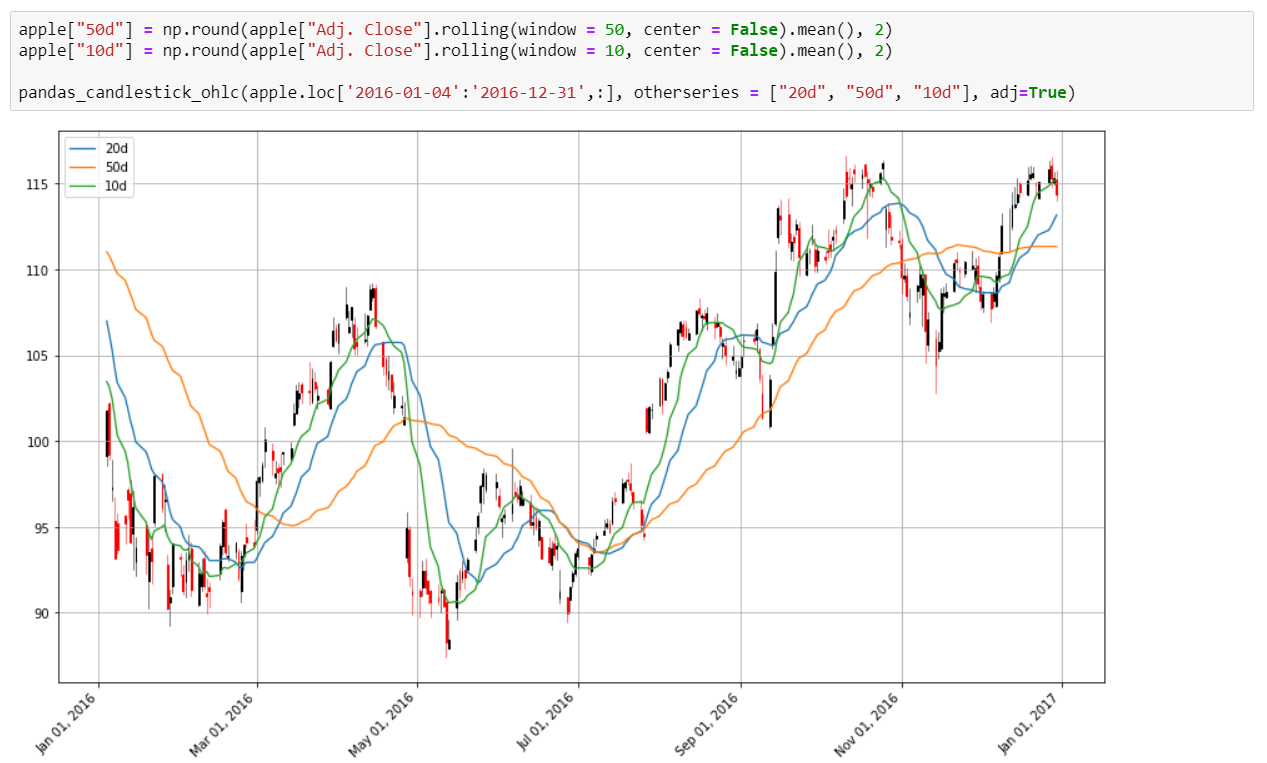 apple["50d"] = np.round(apple["Adj. Close"].rolling(window = 50, center = False).mean(), 2)
apple["10d"] = np.round(apple["Adj. Close"].rolling(window = 10, center = False).mean(), 2)
pandas_candlestick_ohlc(apple.loc['2016-01-04':'2016-12-31',:], otherseries = ["20d", "50d", "10d"], adj=True)
20d
50d
10d
115
110
105
100
95
90
Jan 01, 2016
Mar 01, 2016
May 01, 2016
Jul 01, 2016
Sep 01, 2016
Nov 01, 2016
Jan 01, 2017